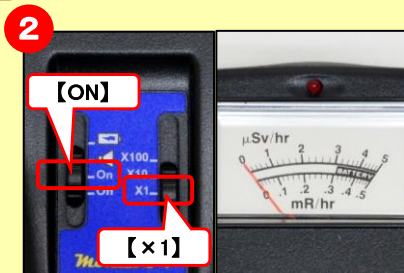 2
【ON】
X100
On X10
Off X1
【×1】
μSv/hr
0 1 2 3 4 5
BATTERY
0 .1 .2 .3 .4 .5
mR/hr